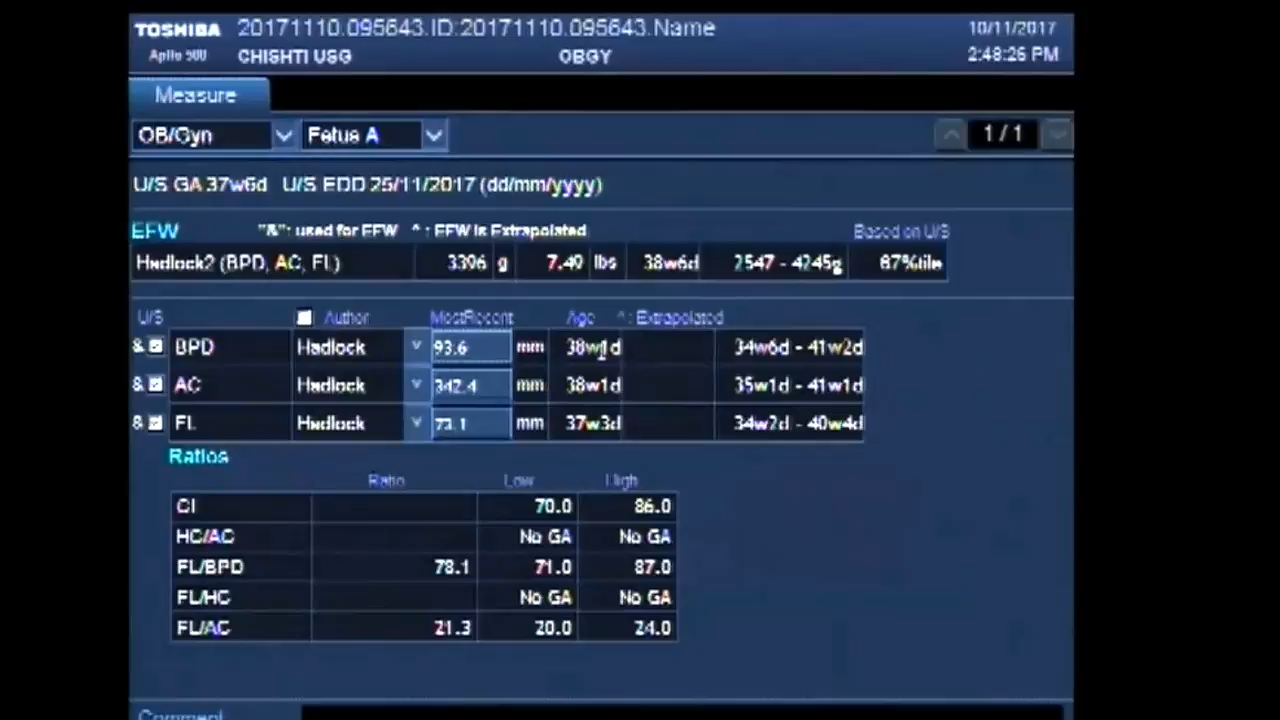 TOSHIBA 20171110.095643.ID:20171110.095643.Name 10/11/2017
Aplio 500 CHISHTI USG OBGY 2:48:26 PM
Measure
OB/Gyn Fetus A 1 / 1
U/S GA 37w6d U/S EDD 25/11/2017 (dd/mm/yyyy)
EFW "&": used for EFW ^ : EFW is Extrapolated Based on U/S
Hadlock2 (BPD, AC, FL) 3396 g 7.49 lbs 38w6d 2547 - 4245g 67%tile
U/S Author MostRecent Age ^ : Extrapolated
& BPD Hadlock 93.6 mm 38w1d 34w6d - 41w2d
& AC Hadlock 342.4 mm 38w1d 35w1d - 41w1d
& FL Hadlock 73.1 mm 37w3d 34w2d - 40w4d
Ratios
Ratio Low High
CI 70.0 86.0
HC/AC No GA No GA
FL/BPD 78.1 71.0 87.0
FL/HC No GA No GA
FL/AC 21.3 20.0 24.0
Comment